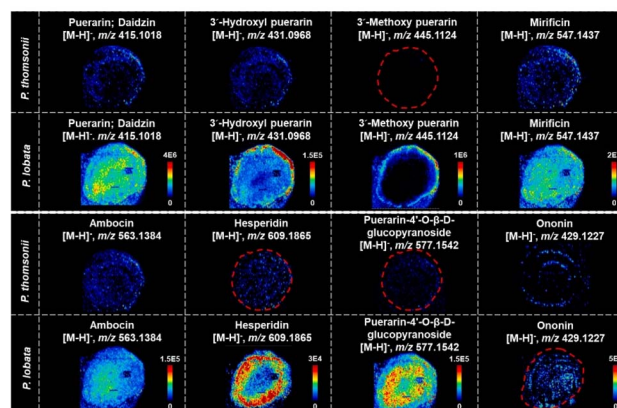 P. thomsonii
Puerarin; Daidzin
[M-H]-, m/z 415.1018
3´-Hydroxyl puerarin
[M-H]-, m/z 431.0968
3´-Methoxy puerarin
[M-H]-, m/z 445.1124
Mirificin
[M-H]-, m/z 547.1437
P. lobata
Puerarin; Daidzin
[M-H]-, m/z 415.1018
4E6
0
3´-Hydroxyl puerarin
[M-H]-, m/z 431.0968
1.5E5
0
3´-Methoxy puerarin
[M-H]-, m/z 445.1124
1E6
0
Mirificin
[M-H]-, m/z 547.1437
0
P. thomsonii
Ambocin
[M-H]-, m/z 563.1384
Hesperidin
[M-H]-, m/z 609.1865
Puerarin-4'-O-β-D-
glucopyranoside
[M-H]-, m/z 577.1542
Ononin
[M-H]-, m/z 429.1227
P. lobata
Ambocin
[M-H]-, m/z 563.1384
1.5E5
0
Hesperidin
[M-H]-, m/z 609.1865
3E4
0
Puerarin-4'-O-β-D-
glucopyranoside
[M-H]-, m/z 577.1542
1.5E5
0
Ononin
[M-H]-, m/z 429.1227
0